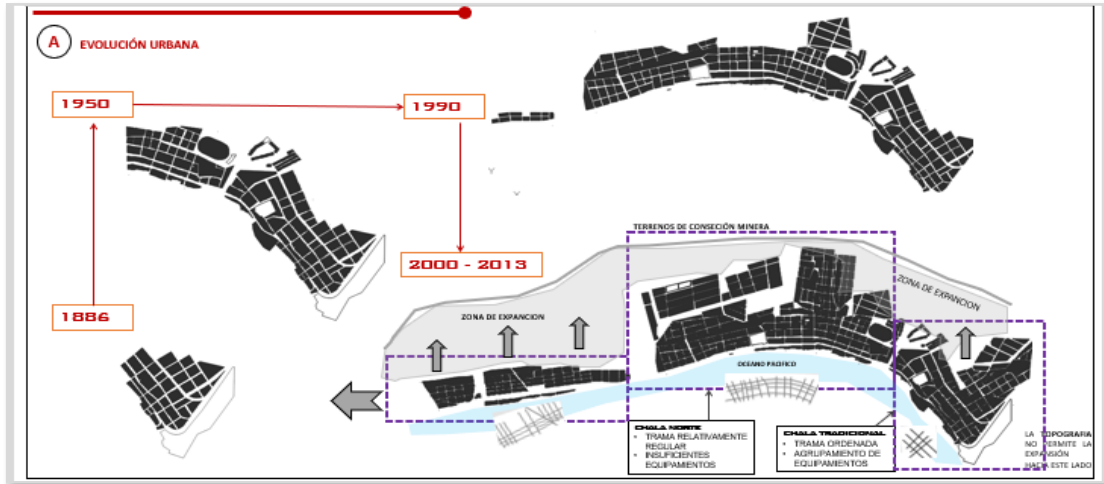 A
EVOLUCIÓN URBANA
1950
1990
1886
2000 - 2013
TERRENOS DE CONSECIÓN MINERA
ZONA DE EXPANCION
ZONA DE EXPANCION
OCEANO PACIFICO
CHALA NORTE
• TRAMA RELATIVAMENTE
REGULAR
• INSUFICIENTES
EQUIPAMIENTOS
CHALA TRADICIONAL
• TRAMA ORDENADA
• AGRUPAMIENTO DE
EQUIPAMIENTOS
LA TOPOGRAFIA
NO PERMITE LA
EXPANSIÓN
HACIA ESTE LADO